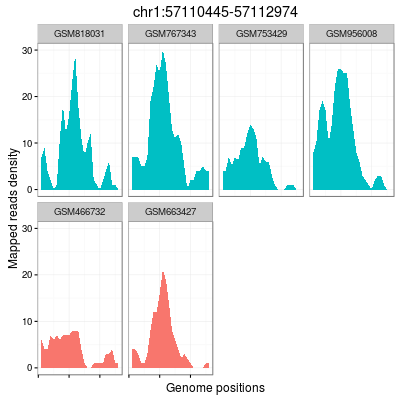 chr1:57110445-57112974
GSM818031 GSM767343 GSM753429 GSM956008
30
20
10
0
GSM466732 GSM663427
30
20
10
0
Mapped reads density
Genome positions